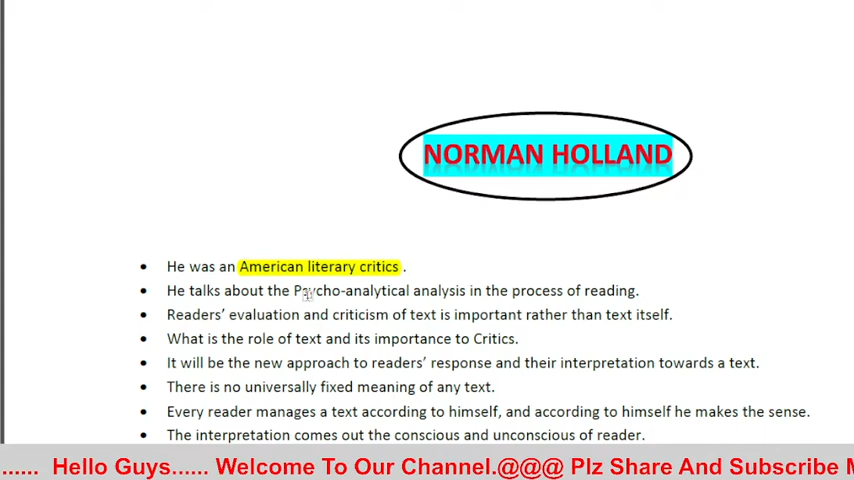 NORMAN HOLLAND
• He was an American literary critics .
• He talks about the Psycho-analytical analysis in the process of reading.
• Readers’ evaluation and criticism of text is important rather than text itself.
• What is the role of text and its importance to Critics.
• It will be the new approach to readers’ response and their interpretation towards a text.
• There is no universally fixed meaning of any text.
• Every reader manages a text according to himself, and according to himself he makes the sense.
• The interpretation comes out the conscious and unconscious of reader.
...... Hello Guys...... Welcome To Our Channel.@@@ Plz Share And Subscribe M